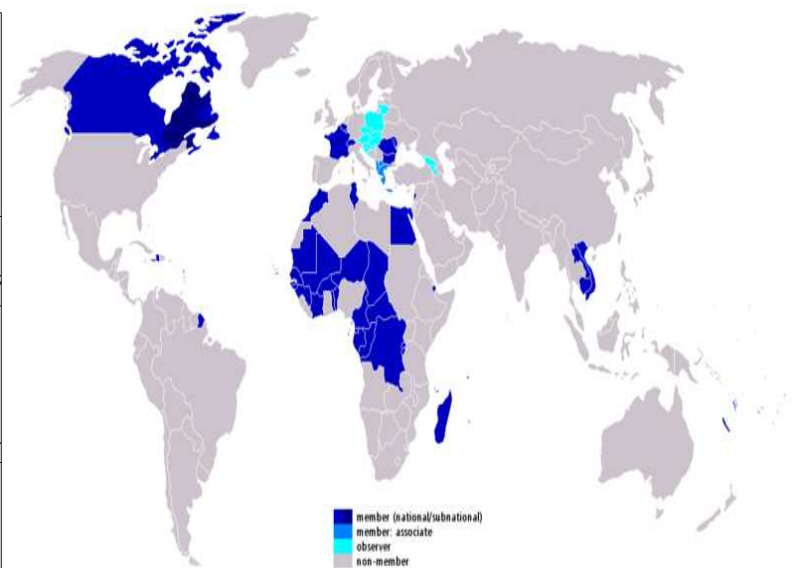 member (national/subnational)
member: associate
observer
non-member